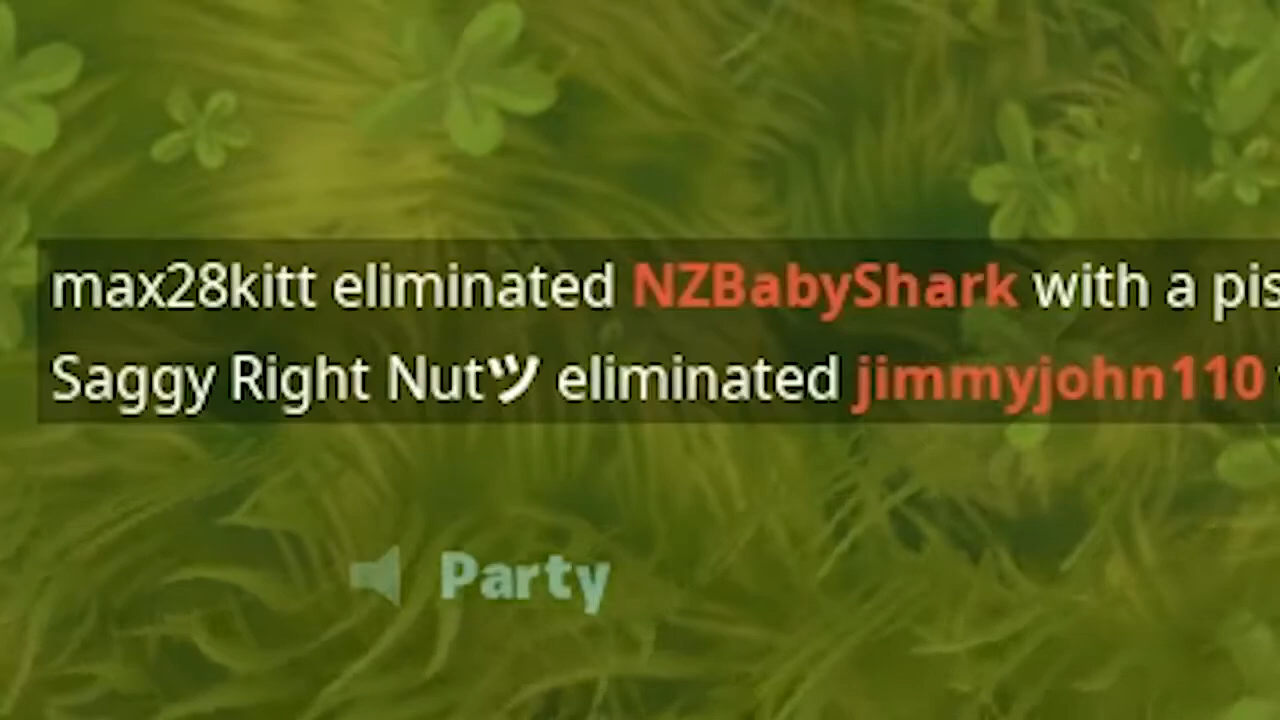 max28kitt eliminated NZBabyShark with a
Saggy Right Nutツ eliminated jimmyjohn110
Party